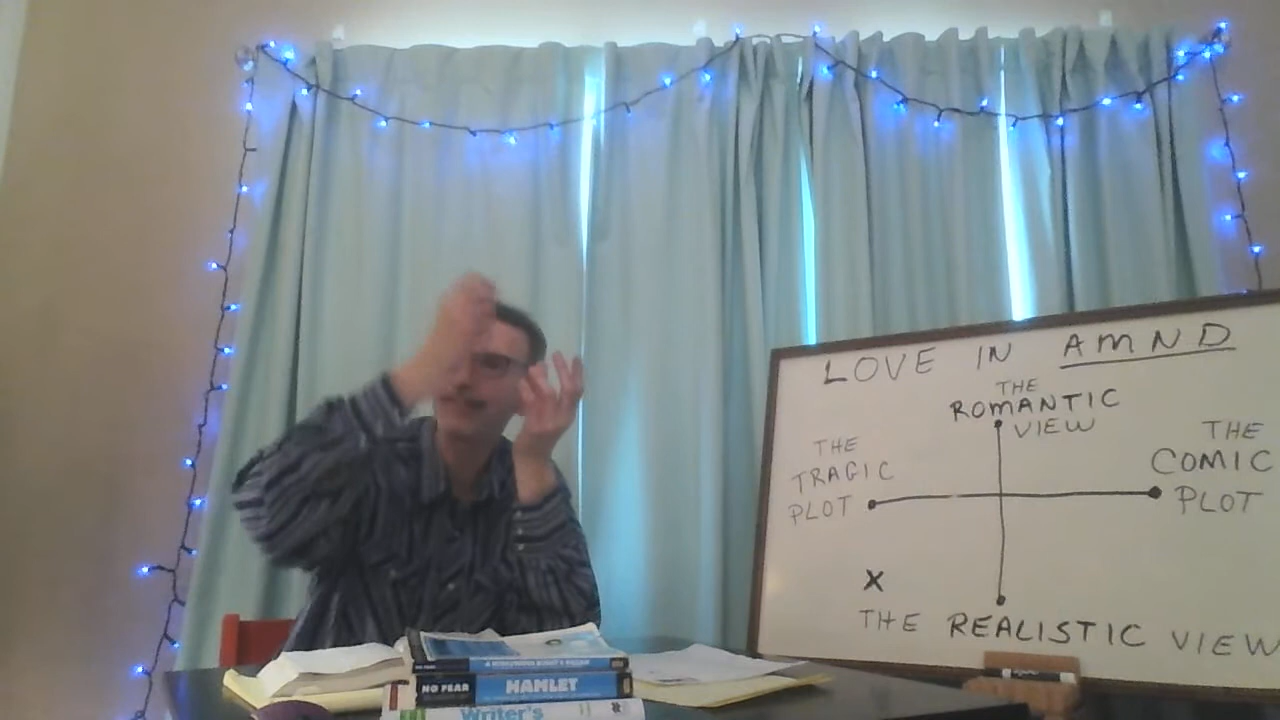 LOVE IN AMND
THE
ROMANTIC
VIEW
THE
TRAGIC
PLOT
THE
COMIC
PLOT
X
THE REALISTIC VIEW
NO FEAR
HAMLET
Writer's